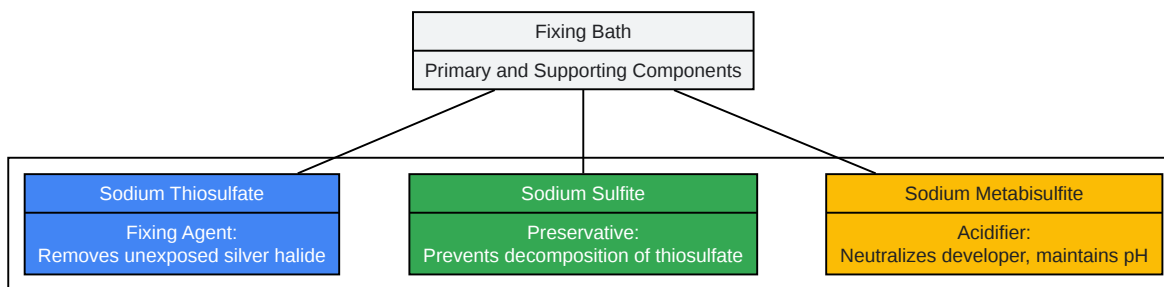 Fixing Bath
Primary and Supporting Components
Sodium Thiosulfate
Fixing Agent:
Removes unexposed silver halide
Sodium Sulfite
Preservative:
Prevents decomposition of thiosulfate
Sodium Metabisulfite
Acidifier:
Neutralizes developer, maintains pH